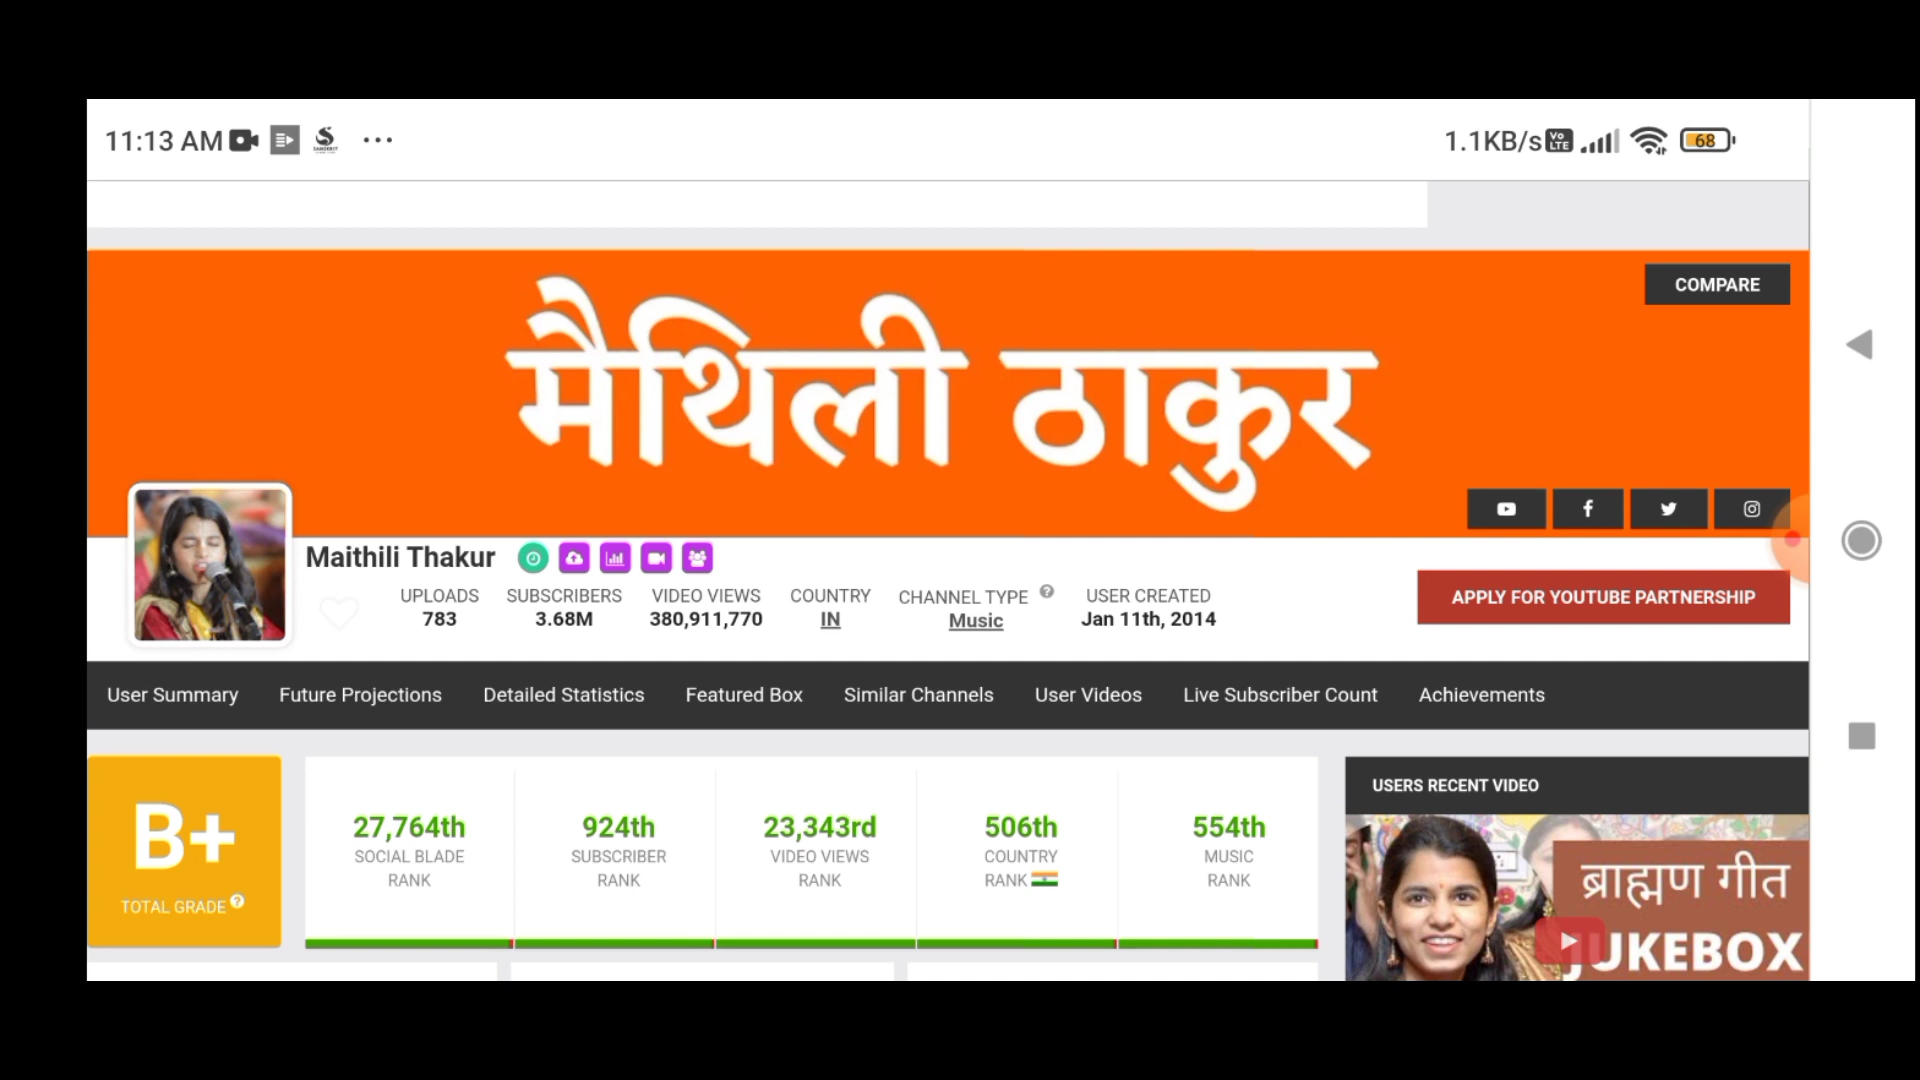 11:13 AM ...
1.1KB/s Vo LTE 68
COMPARE
मैथिली ठाकुर
Maithili Thakur
UPLOADS SUBSCRIBERS VIDEO VIEWS COUNTRY CHANNEL TYPE ? USER CREATED
783 3.68M 380,911,770 IN Music Jan 11th, 2014
APPLY FOR YOUTUBE PARTNERSHIP
User Summary Future Projections Detailed Statistics Featured Box Similar Channels User Videos Live Subscriber Count Achievements
B+
TOTAL GRADE ?
27,764th
SOCIAL BLADE
RANK
924th
SUBSCRIBER
RANK
23,343rd
VIDEO VIEWS
RANK
506th
COUNTRY
RANK
554th
MUSIC
RANK
USERS RECENT VIDEO
ब्राह्मण गीत
JUKEBOX